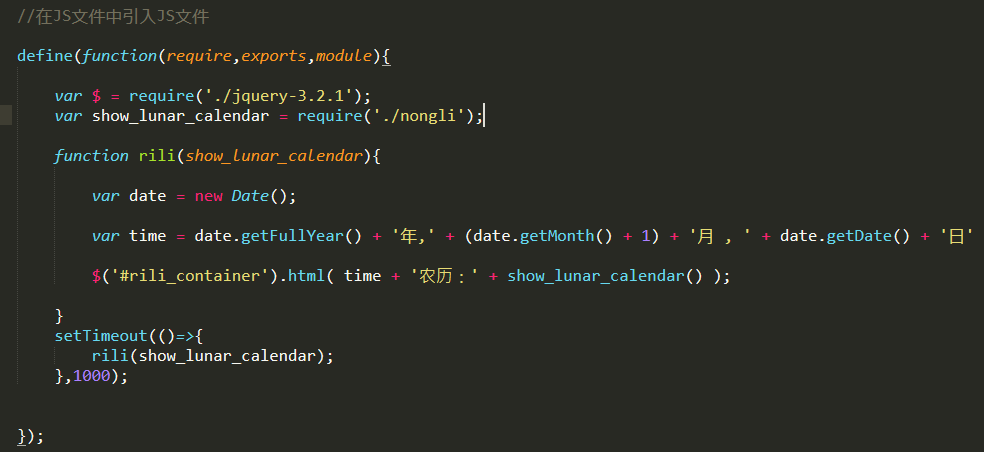 //在JS文件中引入JS文件
define(function(require,exports,module){
var $ = require('./jquery-3.2.1');
var show_lunar_calendar = require('./nongli');
function rili(show_lunar_calendar){
var date = new Date();
var time = date.getFullYear() + '年,' + (date.getMonth() + 1) + '月 , ' + date.getDate() + '日'
$('#rili_container').html( time + '农历：' + show_lunar_calendar() );
}
setTimeout(()=>{
rili(show_lunar_calendar);
},1000);
});